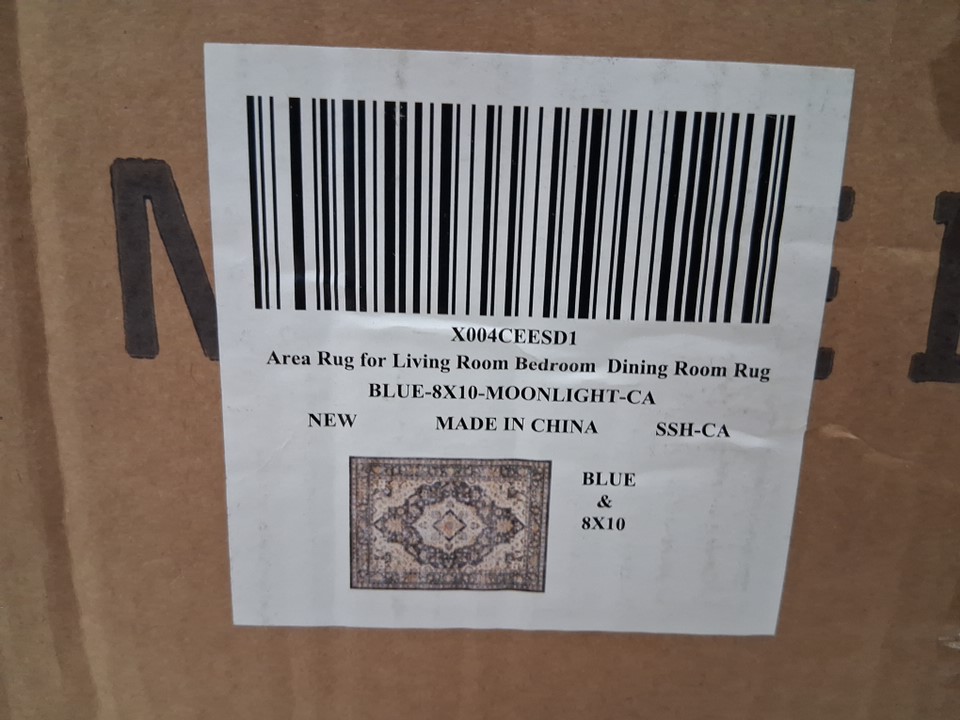 X004CEESD1
Area Rug for Living Room Bedroom Dining Room Rug
BLUE-8X10-MOONLIGHT-CA
NEW MADE IN CHINA SSH-CA
BLUE
&
8X10